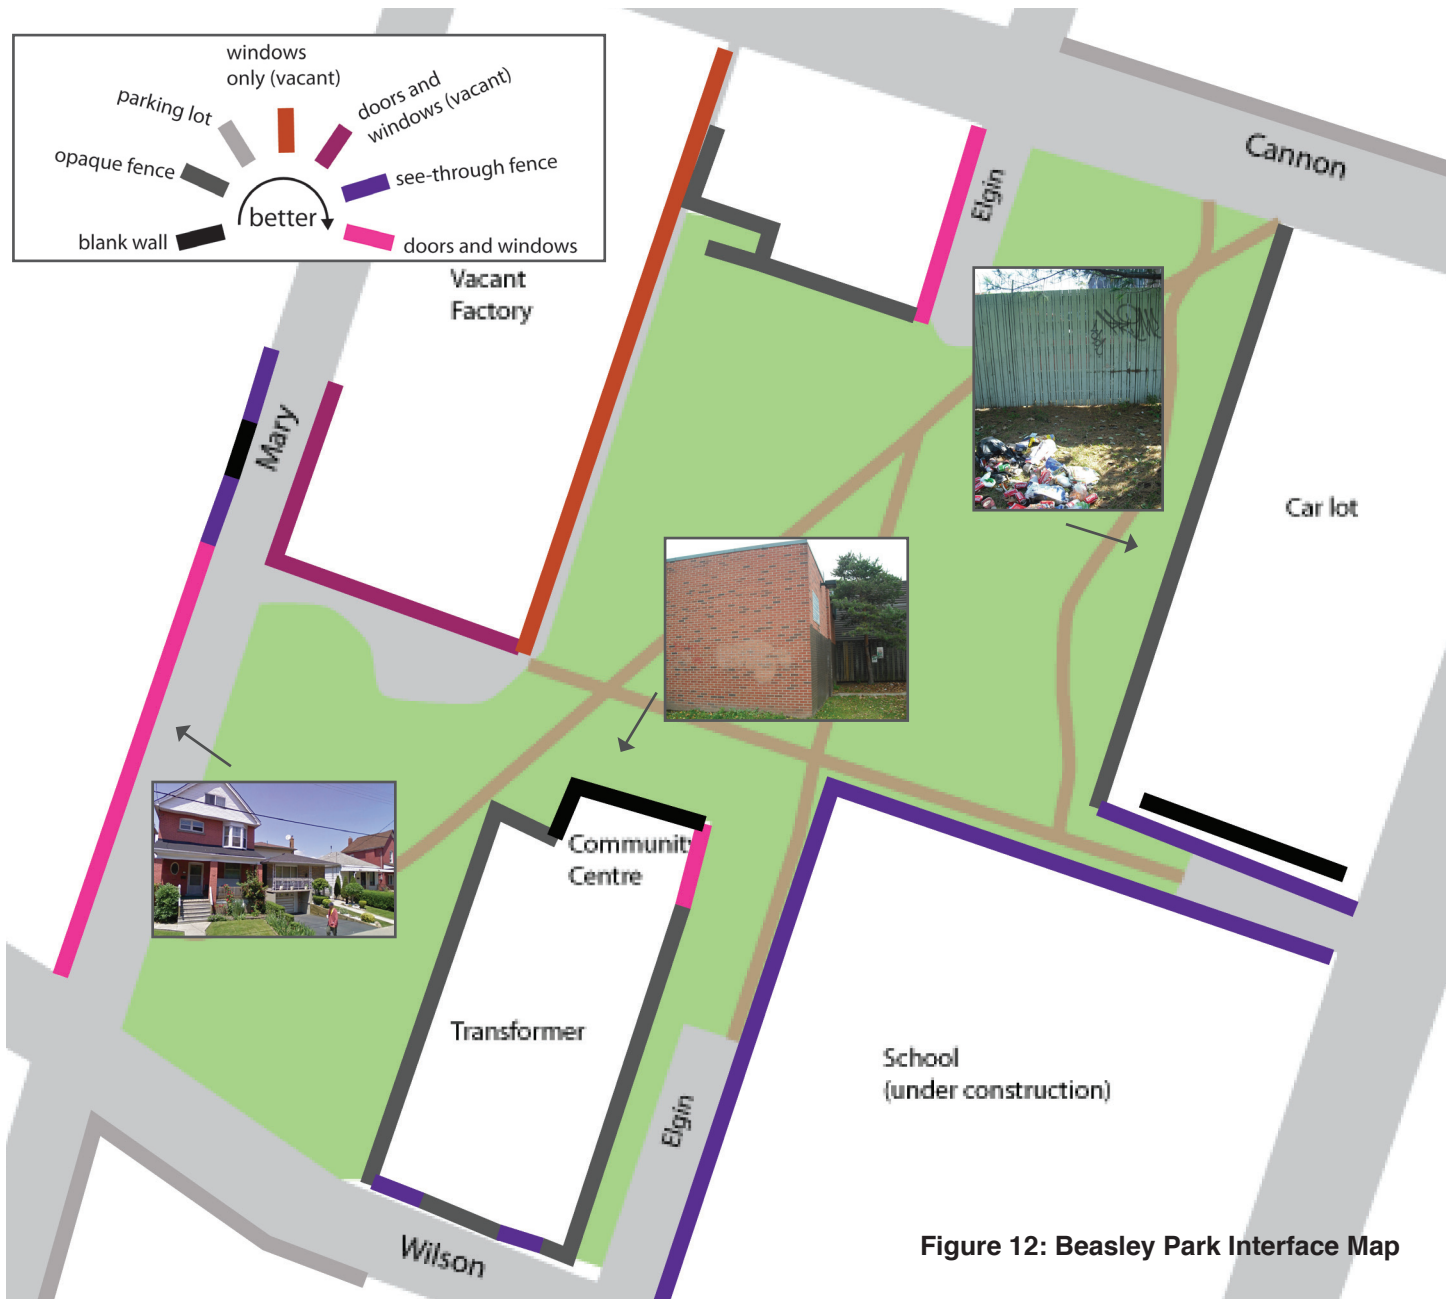 windows
only (vacant)
doors and
windows (vacant)
parking lot
opaque fence
see-through fence
better
blank wall
doors and windows
Cannon
Elgin
Vacant
Factory
Mary
Car lot
Community
Centre
Transformer
School
(under construction)
Elgin
Wilson
Figure 12: Beasley Park Interface Map